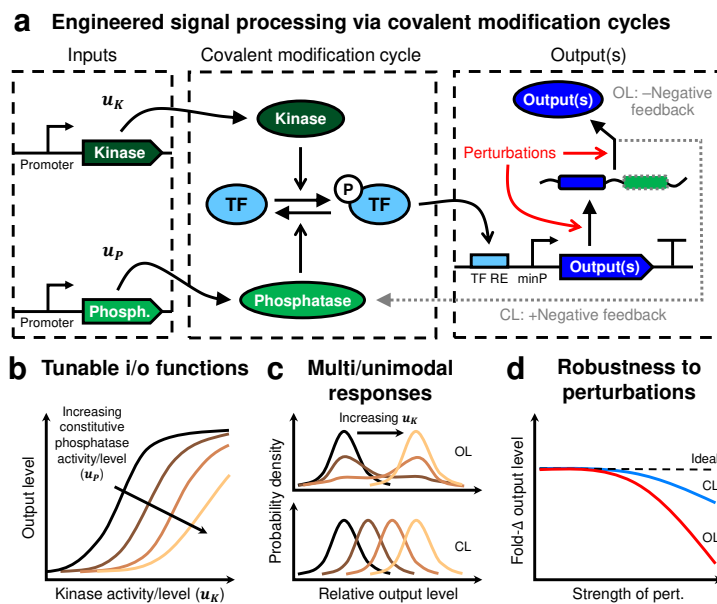 a Engineered signal processing via covalent modification cycles
Inputs
Covalent modification cycle
Output(s)
u_K
Promoter
Kinase
u_P
Promoter
Phosph.
Kinase
TF
P
TF
Phosphatase
Output(s)
OL: –Negative
feedback
Perturbations
TF RE
minP
Output(s)
CL: +Negative feedback
b Tunable i/o functions
Increasing
constitutive
phosphatase
activity/level
(u_P)
Output level
Kinase activity/level (u_K)
c Multi/unimodal
responses
Increasing u_K
OL
CL
Probability density
Relative output level
d Robustness to
perturbations
Ideal
CL
OL
Fold-Δ output level
Strength of pert.